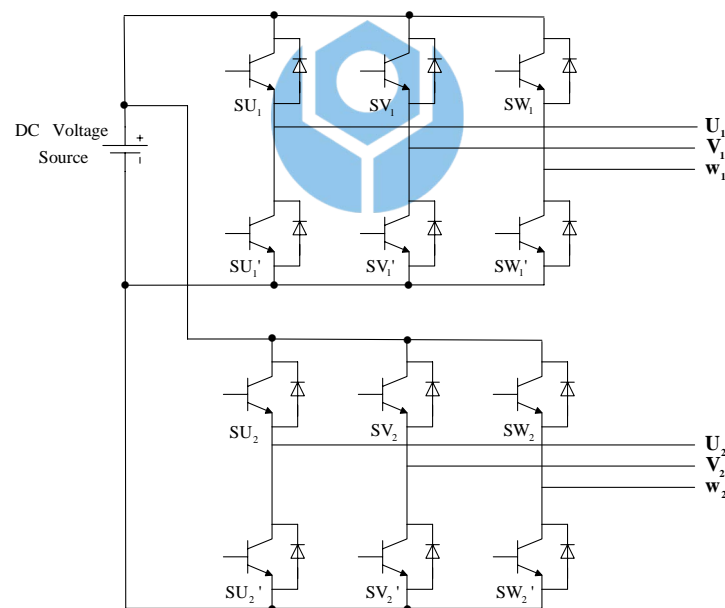 SU₁
SV₁
SW₁
DC Voltage
Source
+
-
U₁
V₁
w₁
SU₁'
SV₁'
SW₁'
SU₂
SV₂
SW₂
U₂
V₂
w₂
SU₂'
SV₂'
SW₂'